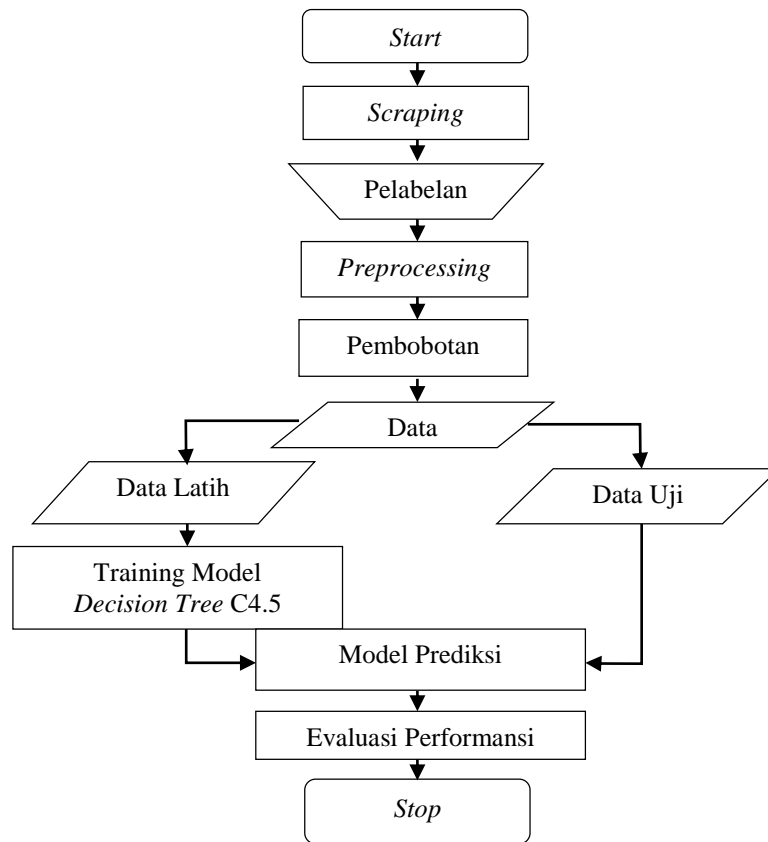 Start
Scraping
Pelabelan
Preprocessing
Pembobotan
Data
Data Latih
Data Uji
Training Model
Decision Tree C4.5
Model Prediksi
Evaluasi Performansi
Stop